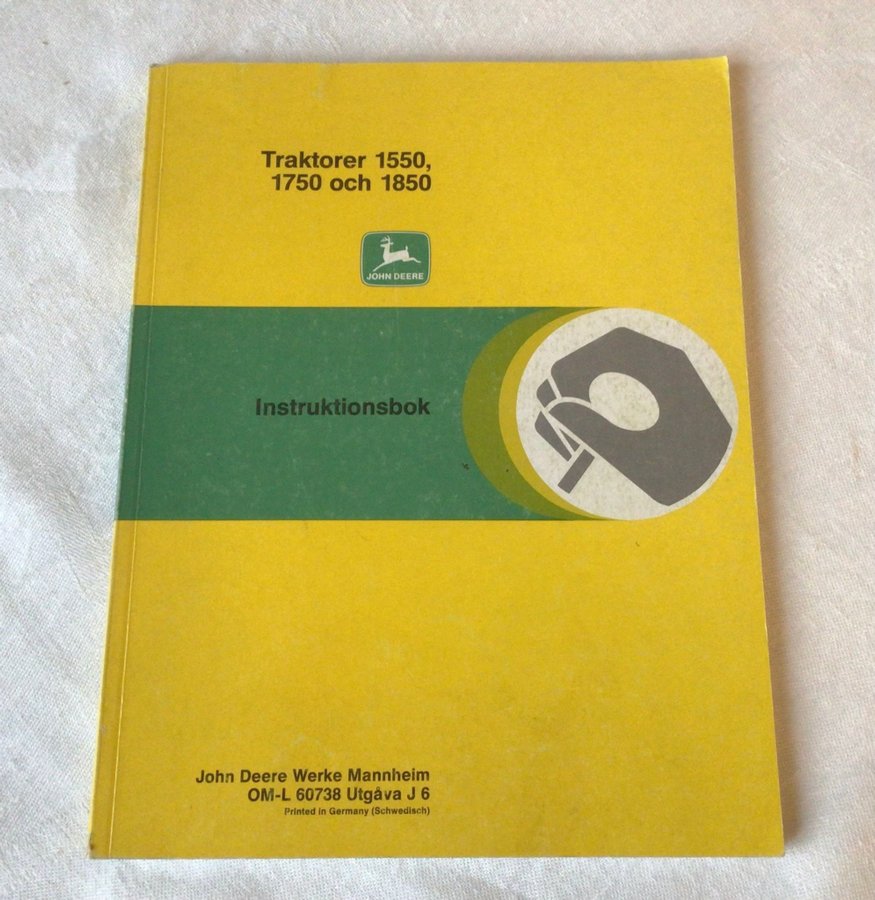 Traktorer 1550,
1750 och 1850
JOHN DEERE
Instruktionsbok
John Deere Werke Mannheim
OM-L 60738 Utgåva J 6
Printed in Germany (Schwedisch)